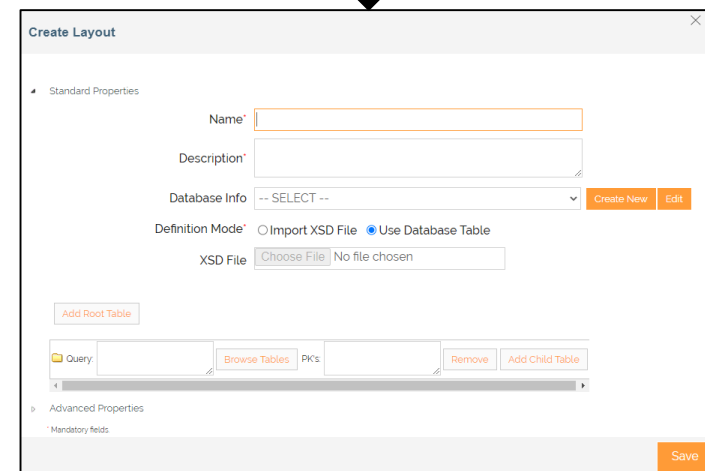 Create Layout
Standard Properties
Name*
Description*
Database Info -- SELECT -- Create New Edit
Definition Mode* Import XSD File Use Database Table
XSD File Choose File No file chosen
Add Root Table
Query: Browse Tables PK's: Remove Add Child Table
Advanced Properties
* Mandatory fields
Save